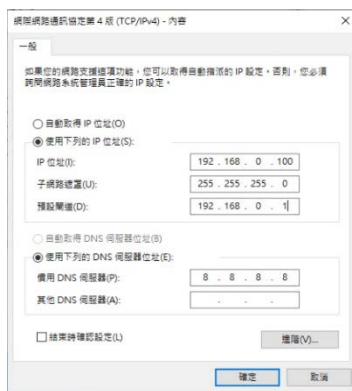 網際網路通訊協定第 4 版 (TCP/IPv4) - 內容
一般
如果您的網路支援這項功能，您可以取得自動指派的 IP 設定。否則，您必須
詢問網路系統管理員正確的 IP 設定。
自動取得 IP 位址(O)
使用下列的 IP 位址(S):
IP 位址(I): 192 . 168 . 0 . 100
子網路遮罩(U): 255 . 255 . 255 . 0
預設閘道(D): 192 . 168 . 0 . 1
自動取得 DNS 伺服器位址(B)
使用下列的 DNS 伺服器位址(E):
慣用 DNS 伺服器(P): 8 . 8 . 8 . 8
其他 DNS 伺服器(A): . . .
結束時確認設定(L)
進階(V)...
確定 取消